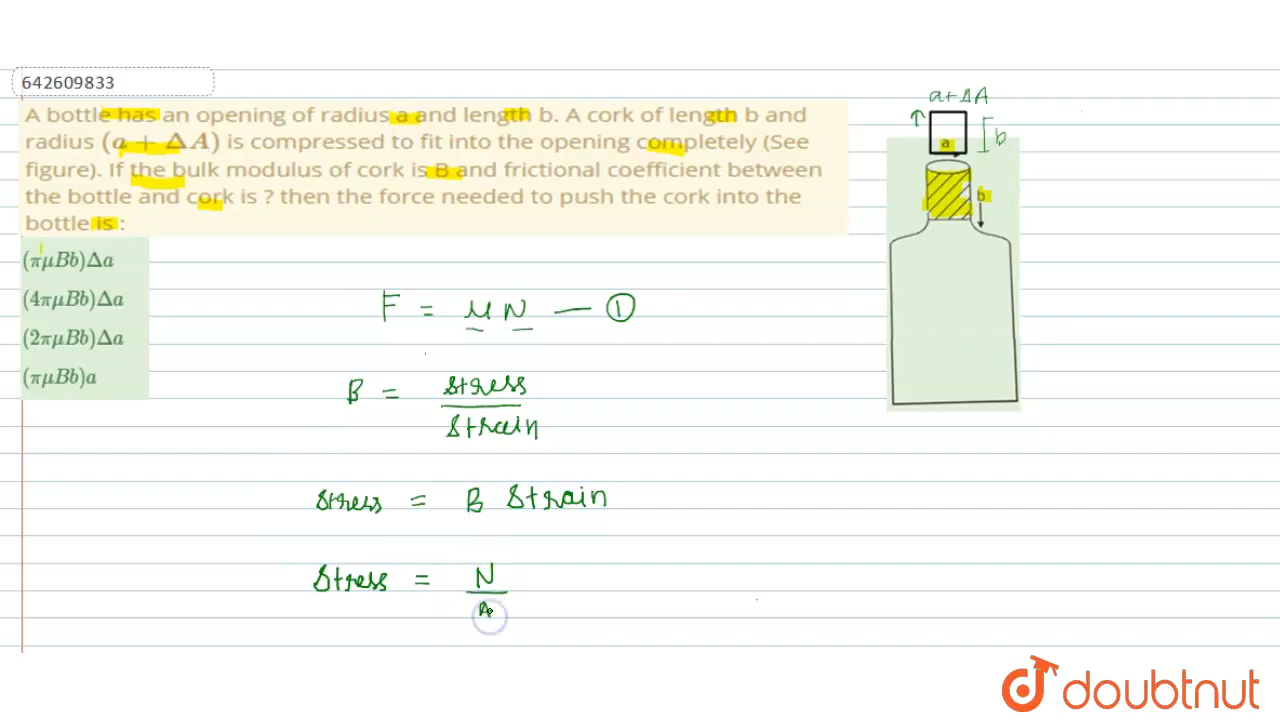 642609833
A bottle has an opening of radius a and length b. A cork of length b and
radius (a + ΔA) is compressed to fit into the opening completely (See
figure). If the bulk modulus of cork is B and frictional coefficient between
the bottle and cork is ? then the force needed to push the cork into the
bottle is :
(πμBb)Δa
(4πμBb)Δa
(2πμBb)Δa
(πμBb)a
a+ΔA
b
a
b
F = μN — ①
B = Stress / Strain
Stress = B Strain
Stress = N / A
doubtnut